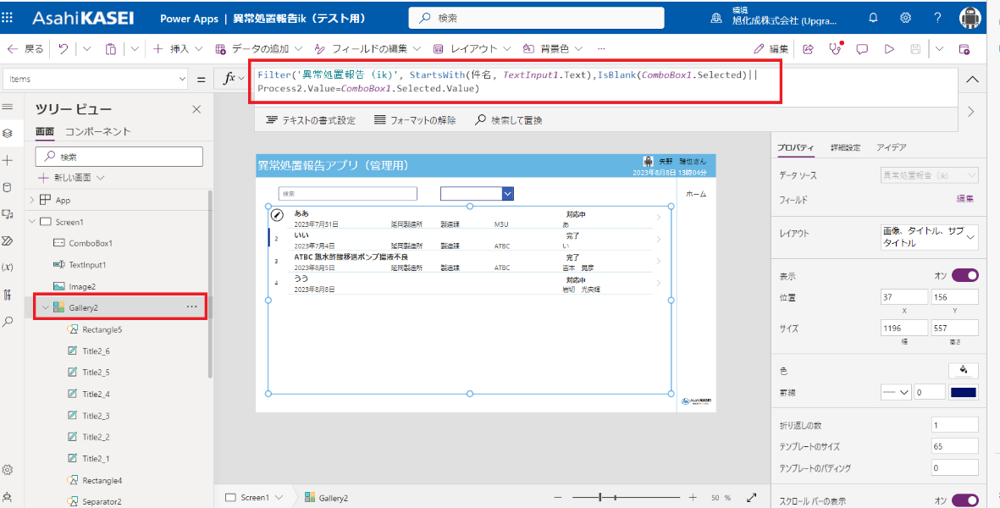 AsahiKASEI
Power Apps | 異常処置報告ik（テスト用）
検索
環境
旭化成株式会社 (Upgra...
戻る
挿入
データの追加
フィールドの編集
レイアウト
背景色
...
編集
Items
=
fx
Filter('異常処置報告（ik）', StartsWith(件名, TextInput1.Text),IsBlank(ComboBox1.Selected)||
Process2.Value=ComboBox1.Selected.Value)
テキストの書式設定
フォーマットの解除
検索して置換
ツリー ビュー
画面
コンポーネント
検索
新しい画面
App
Screen1
ComboBox1
TextInput1
Image2
Gallery2
...
Rectangle5
Title2_6
Title2_5
Title2_4
Title2_3
Title2_2
Title2_1
Rectangle4
Separator2
異常処置報告アプリ（管理用）
矢野　雅也さん
2023年8月8日 13時04分
検索
ホーム
ああ
対応中
2023年7月31日
延岡製造所
製造課
M3U
あ
2
いい
完了
2023年7月4日
延岡製造所
製造課
ATBC
い
3
ATBC 無水酢酸移送ポンプ揚液不良
完了
2023年8月5日
延岡製造所
製造課
ATBC
吉本
4
うう
対応中
2023年8月8日
岩切
AsahiKASEI
Screen1
Gallery2
50 %
プロパティ
詳細設定
アイデア
データ ソース
異常処置報告（ik）
フィールド
編集
レイアウト
画像、タイトル、サブ
タイトル
表示
オン
位置
37
156
X
Y
サイズ
1196
557
幅
高さ
色
罫線
0
折り返しの数
1
テンプレートのサイズ
65
テンプレートのパディング
0
スクロール バーの表示
オン